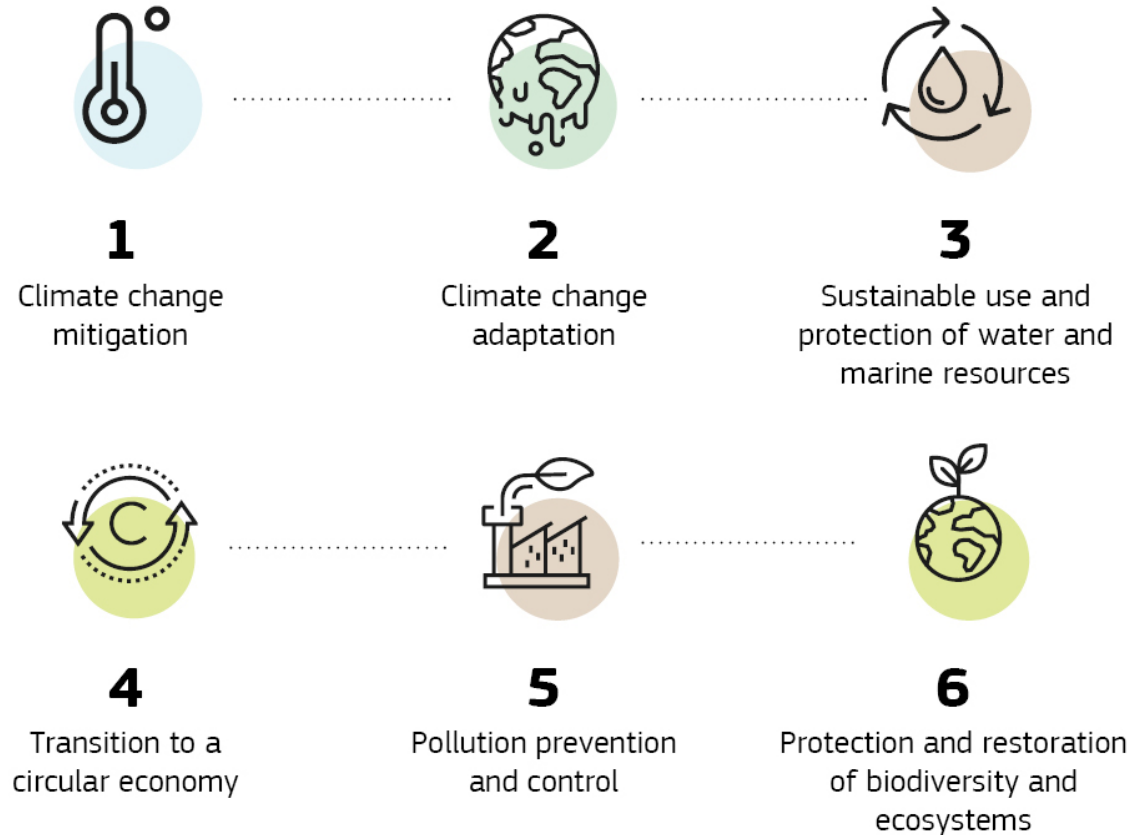 1
Climate change
mitigation
2
Climate change
adaptation
3
Sustainable use and
protection of water and
marine resources
C
4
Transition to a
circular economy
5
Pollution prevention
and control
6
Protection and restoration
of biodiversity and
ecosystems